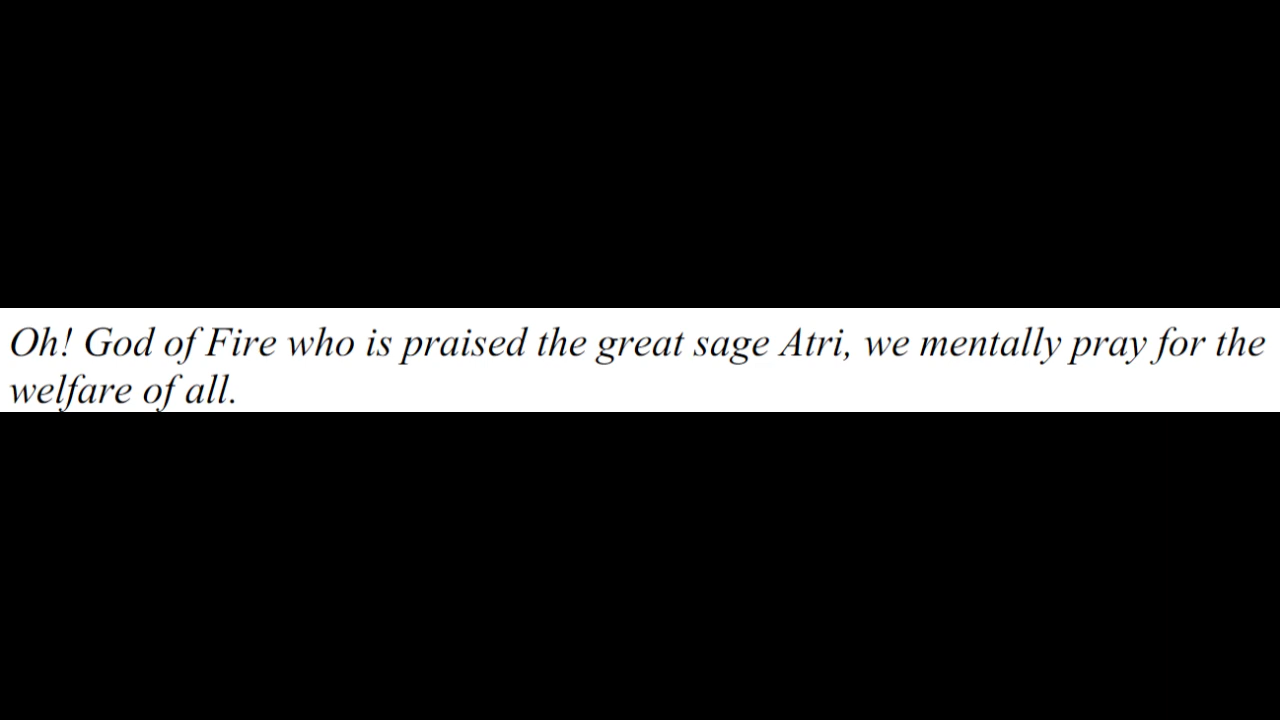 Oh! God of Fire who is praised the great sage Atri, we mentally pray for the
welfare of all.